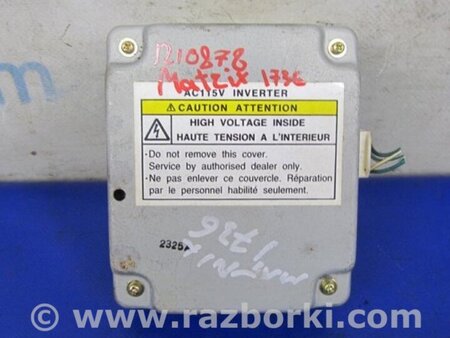 D10878
Matrix 173E
AC115V INVERTER
CAUTION ATTENTION
HIGH VOLTAGE INSIDE
HAUTE TENSION A L'INTERIEUR
·Do not remove this cover.
Service by authorised dealer only.
·Ne pas enlever ce couvercle. Réparation
par le personnel habilité seulement.
2325
www.razborki.com